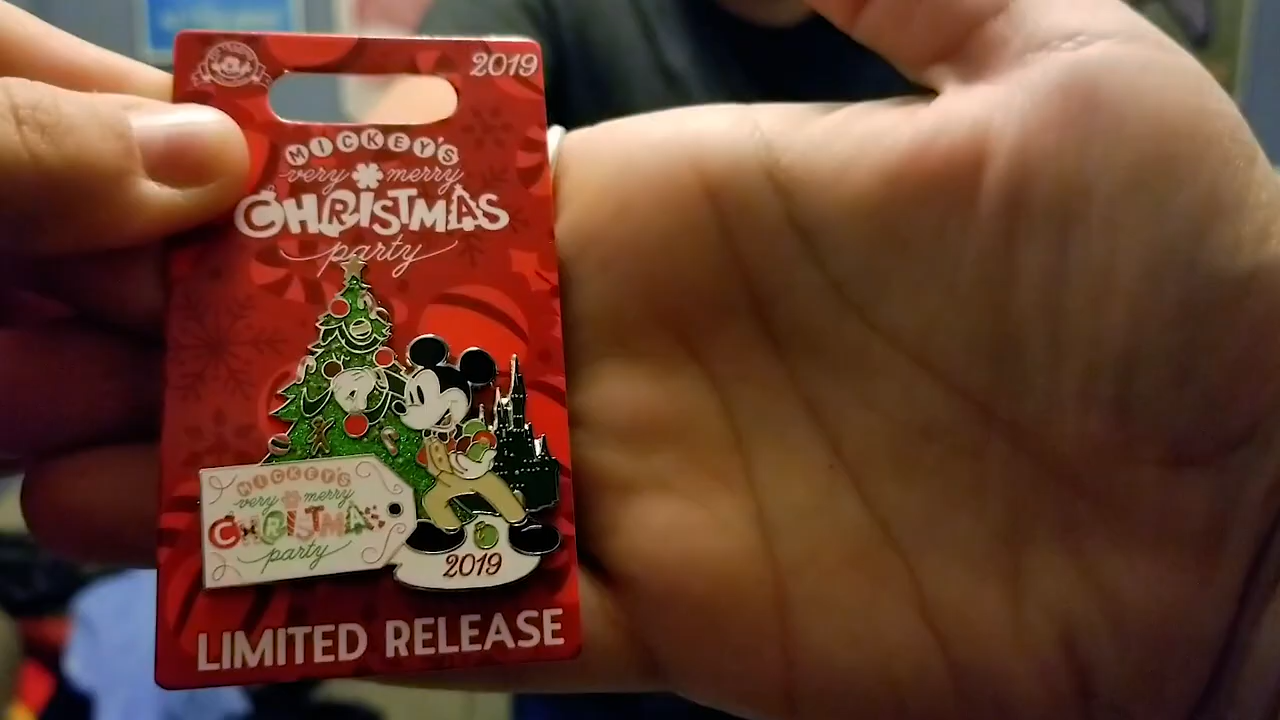 2019
MICKEY'S
very merry
CHRISTMAS
party
MICKEY'S
very merry
CHRISTMAS
party
2019
LIMITED RELEASE